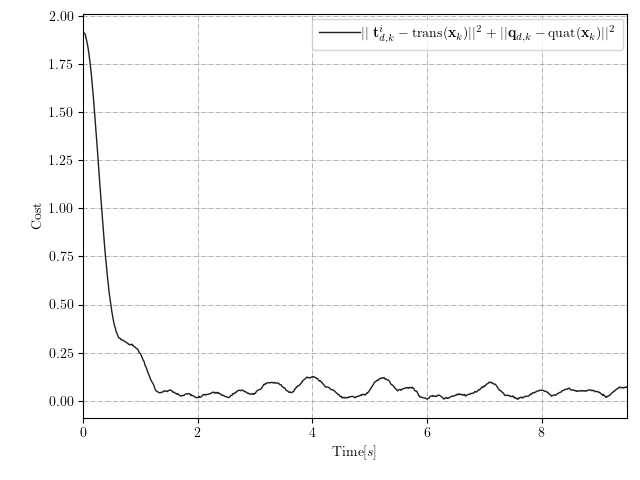 2.00
|| t^i_{d,k} − trans(x_k)||^2 + ||q_{d,k} − quat(x_k)||^2
1.75
1.50
1.25
1.00
Cost
0.75
0.50
0.25
0.00
0 2 4 6 8
Time[s]